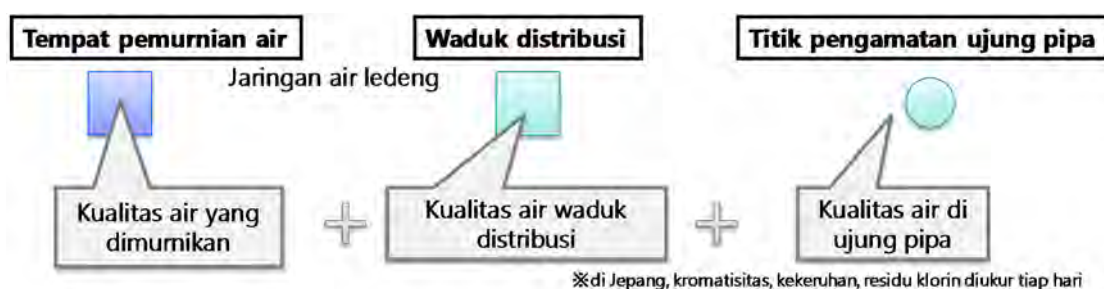 Tempat pemurnian air
Waduk distribusi
Titik pengamatan ujung pipa
Jaringan air ledeng
Kualitas air yang
dimurnikan
+
Kualitas air waduk
distribusi
+
Kualitas air di
ujung pipa
※di Jepang, kromatisitas, kekeruhan, residu klorin diukur tiap hari